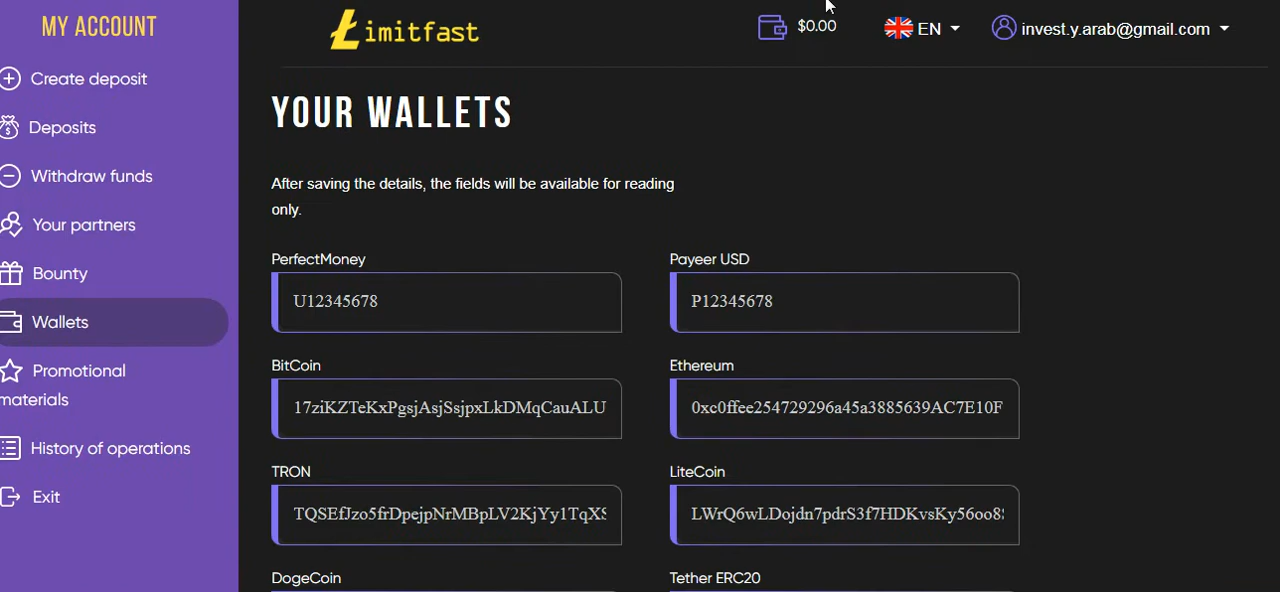 MY ACCOUNT
Create deposit
Deposits
Withdraw funds
Your partners
Bounty
Wallets
Promotional
materials
History of operations
Exit
Limitfast
$0.00
EN
invest.y.arab@gmail.com
YOUR WALLETS
After saving the details, the fields will be available for reading
only.
PerfectMoney
Payeer USD
U12345678
P12345678
BitCoin
Ethereum
17ziKZTeKxPgsjAsjSsjpxLkDMqCauALU
0xc0ffee254729296a45a3885639AC7E10F
TRON
LiteCoin
TQSEfJzo5frDpejpNrMBpLV2KjYy1TqXS
LWrQ6wLDojdn7pdrS3f7HDKvsKy56oo8S
DogeCoin
Tether ERC20